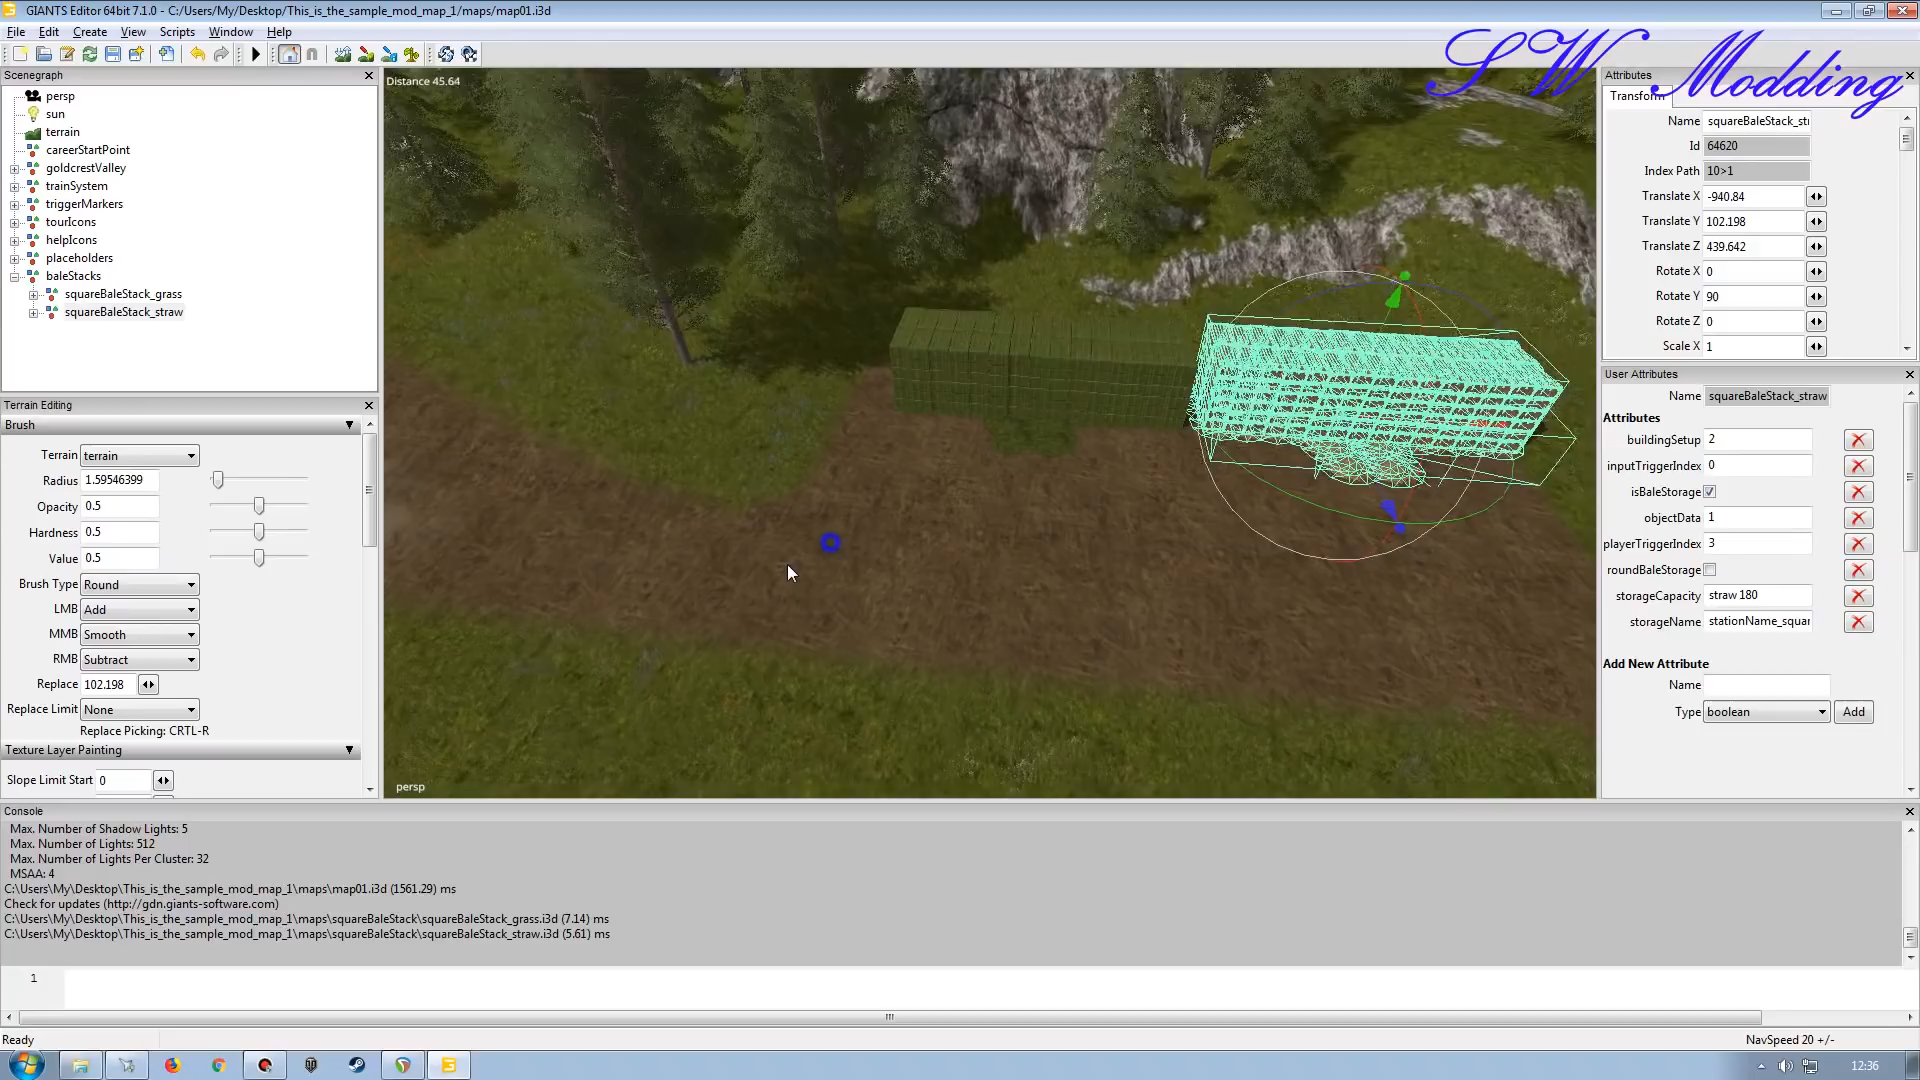 GIANTS Editor 64bit 7.1.0 - C:/Users/My/Desktop/This_is_the_sample_mod_map_1/maps/map01.i3d
File Edit Create View Scripts Window Help
SW Modding
Scenegraph
persp
sun
terrain
careerStartPoint
goldcrestValley
trainSystem
triggerMarkers
tourIcons
helpIcons
placeholders
baleStacks
squareBaleStack_grass
squareBaleStack_straw
Terrain Editing
Brush
Terrain terrain
Radius 1.59546399
Opacity 0.5
Hardness 0.5
Value 0.5
Brush Type Round
LMB Add
MMB Smooth
RMB Subtract
Replace 102.198
Replace Limit None
Replace Picking: CRTL-R
Texture Layer Painting
Slope Limit Start 0
Distance 45.64
persp
Attributes
Transform
Name squareBaleStack_str
Id 64620
Index Path 10>1
Translate X -940.84
Translate Y 102.198
Translate Z 439.642
Rotate X 0
Rotate Y 90
Rotate Z 0
Scale X 1
User Attributes
Name squareBaleStack_straw
Attributes
buildingSetup 2
inputTriggerIndex 0
isBaleStorage
objectData 1
playerTriggerIndex 3
roundBaleStorage
storageCapacity straw 180
storageName stationName_squar
Add New Attribute
Name
Type boolean Add
Console
Max. Number of Shadow Lights: 5
Max. Number of Lights: 512
Max. Number of Lights Per Cluster: 32
MSAA: 4
C:\Users\My\Desktop\This_is_the_sample_mod_map_1\maps\map01.i3d (1561.29) ms
Check for updates (http://gdn.giants-software.com)
C:\Users\My\Desktop\This_is_the_sample_mod_map_1\maps\squareBaleStack\squareBaleStack_grass.i3d (7.14) ms
C:\Users\My\Desktop\This_is_the_sample_mod_map_1\maps\squareBaleStack\squareBaleStack_straw.i3d (5.61) ms
1
Ready
NavSpeed 20 +/-
12:36